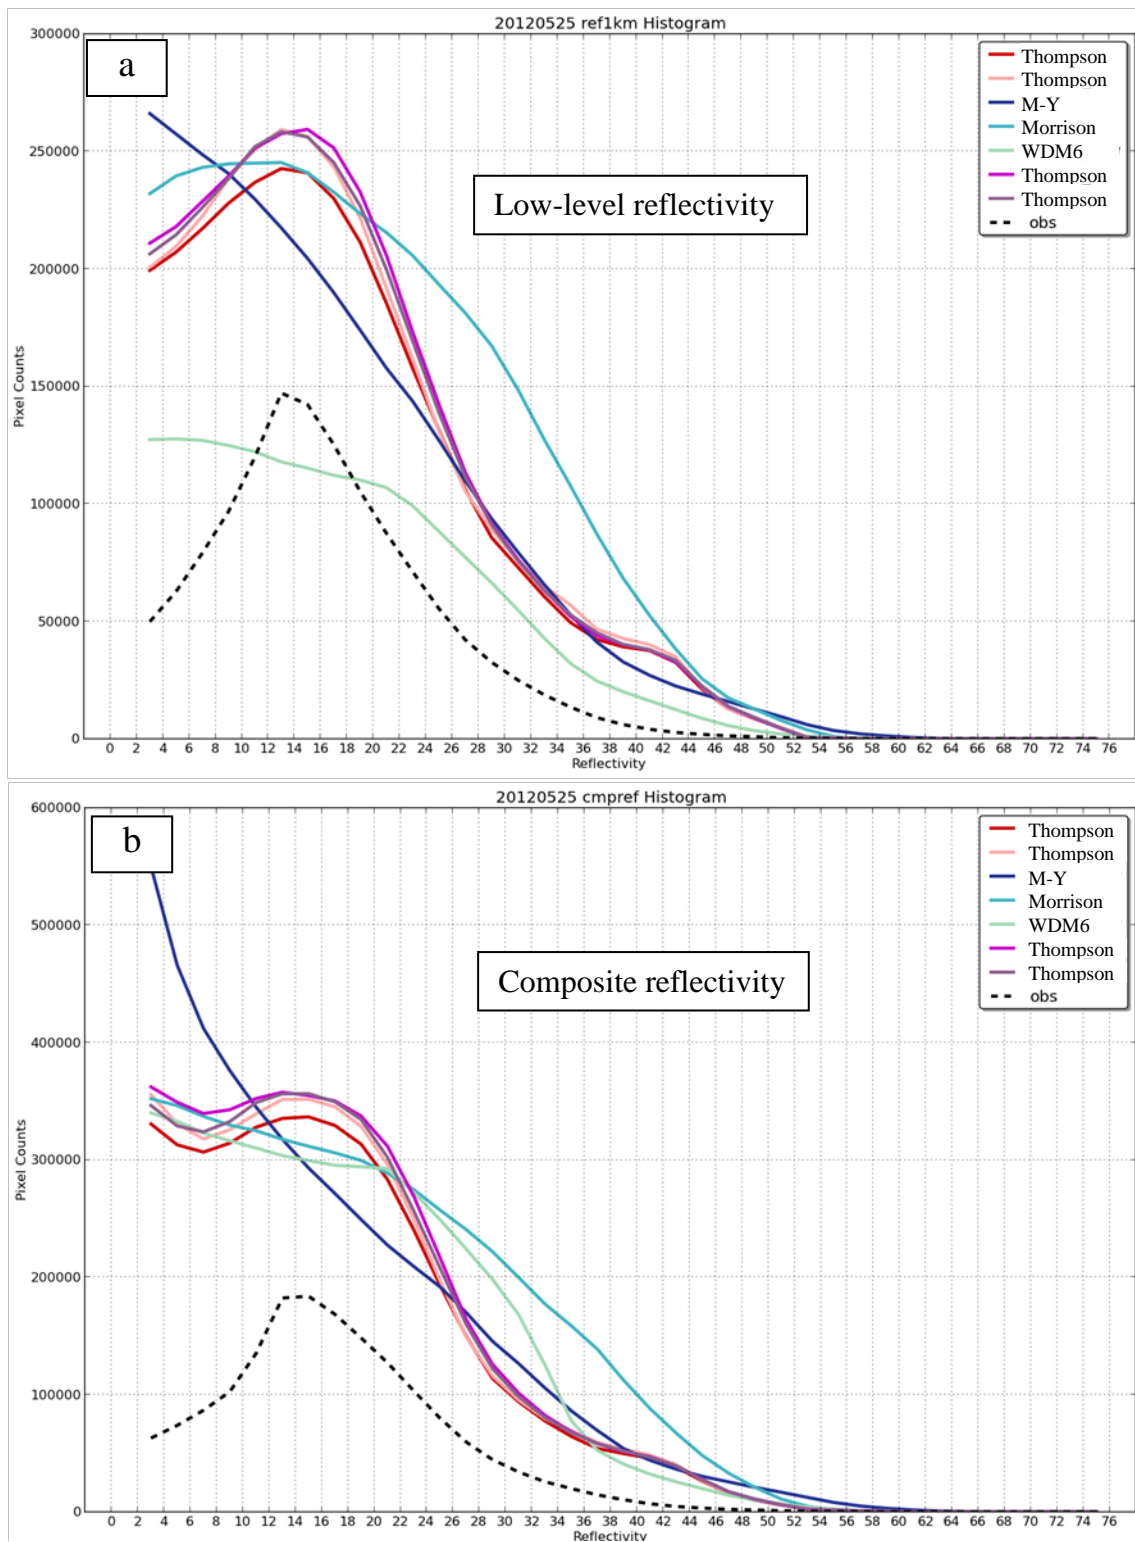 20120525 ref1km Histogram
300000
250000
200000
150000
100000
50000
0
Pixel Counts
a
Low-level reflectivity
Thompson
Thompson
M-Y
Morrison
WDM6
Thompson
Thompson
obs
0 2 4 6 8 10 12 14 16 18 20 22 24 26 28 30 32 34 36 38 40 42 44 46 48 50 52 54 56 58 60 62 64 66 68 70 72 74 76
Reflectivity
20120525 cmpref Histogram
600000
500000
400000
300000
200000
100000
0
Pixel Counts
b
Composite reflectivity
Thompson
Thompson
M-Y
Morrison
WDM6
Thompson
Thompson
obs
0 2 4 6 8 10 12 14 16 18 20 22 24 26 28 30 32 34 36 38 40 42 44 46 48 50 52 54 56 58 60 62 64 66 68 70 72 74 76
Reflectivity